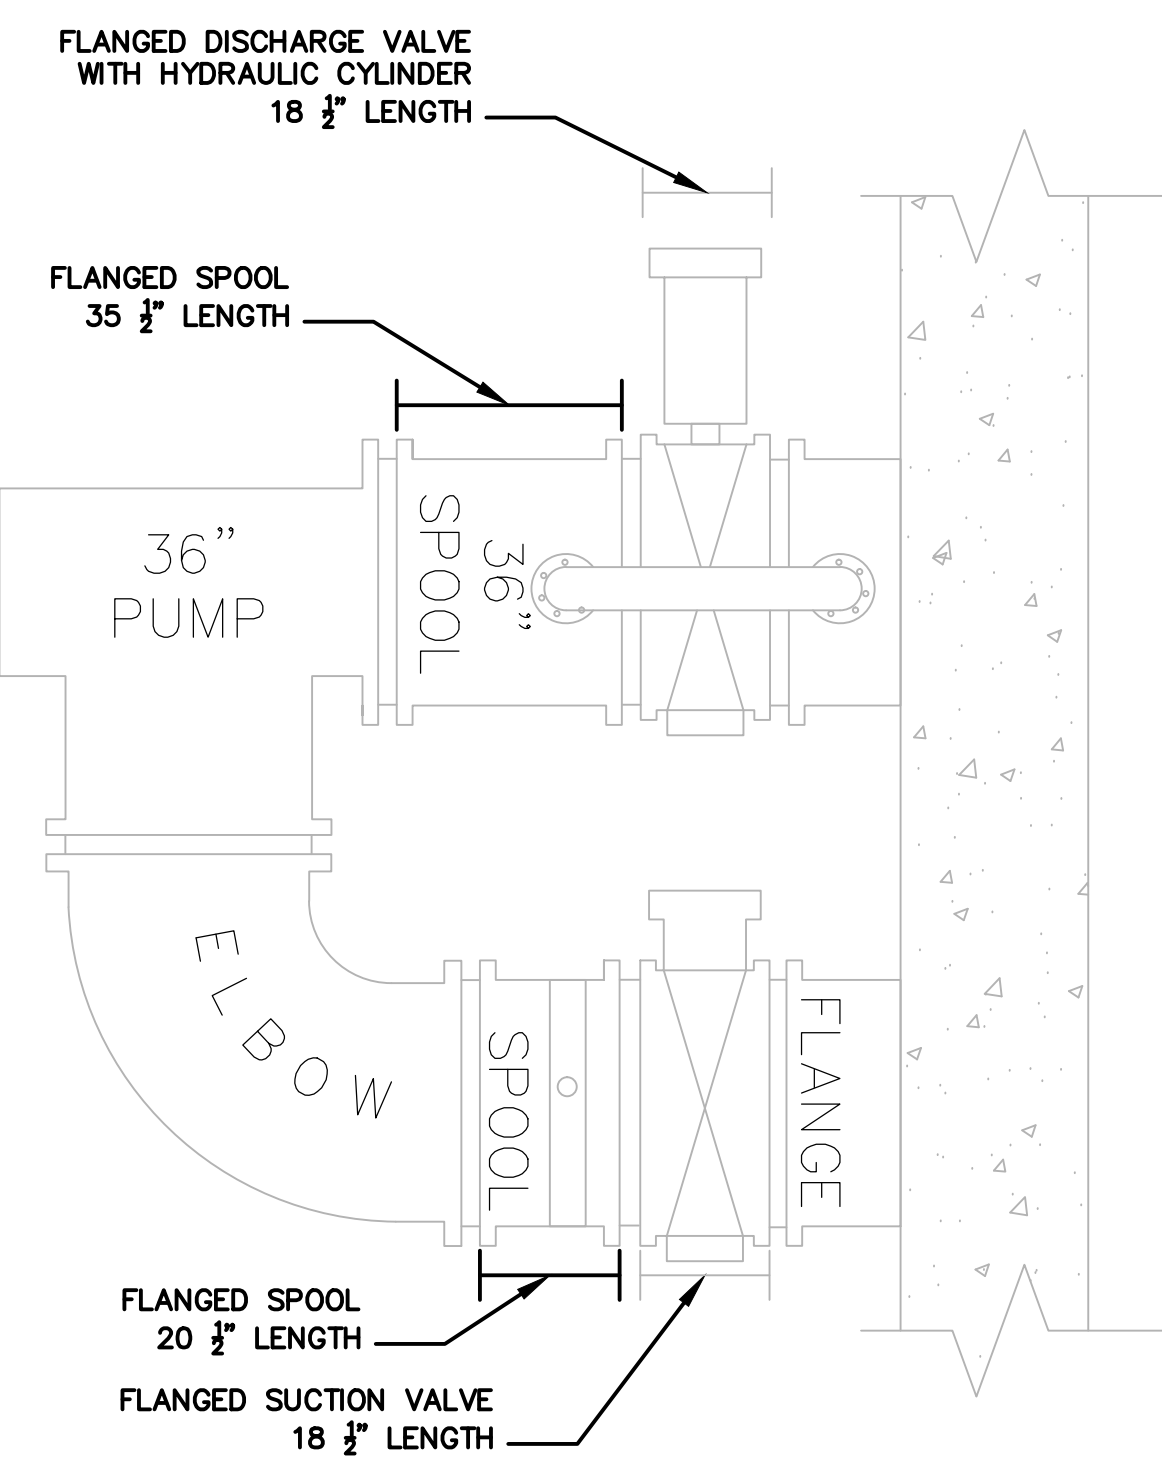 FLANGED DISCHARGE VALVE
WITH HYDRAULIC CYLINDER
18 ½" LENGTH
FLANGED SPOOL
35 ½" LENGTH
36"
PUMP
36"
SPOOL
ELBOW
SPOOL
FLANGE
FLANGED SPOOL
20 ½" LENGTH
FLANGED SUCTION VALVE
18 ½" LENGTH